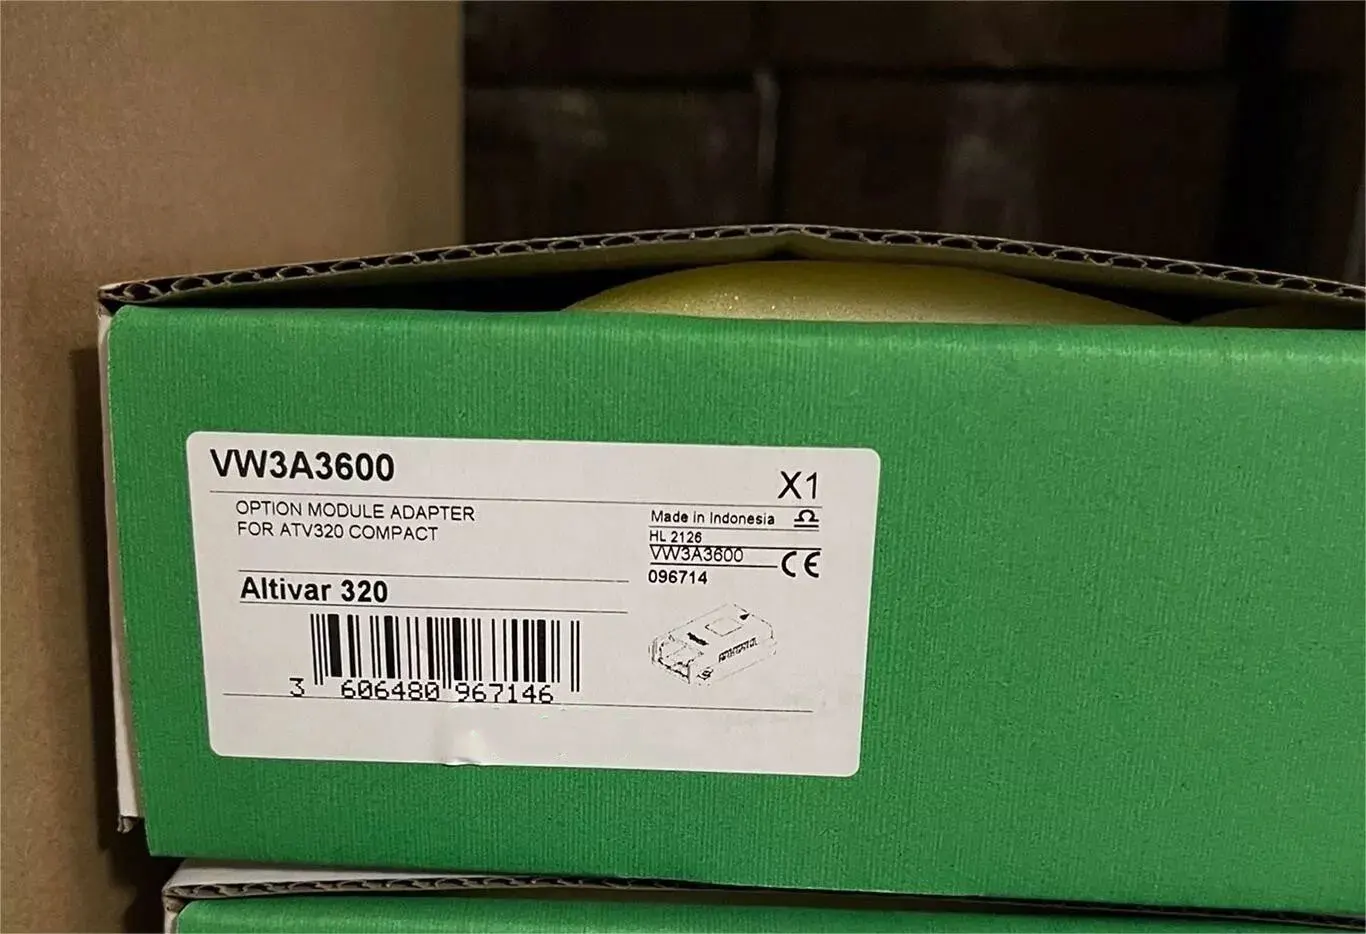 VW3A3600
X1
OPTION MODULE ADAPTER
FOR ATV320 COMPACT
Made in Indonesia
HL 2126
VW3A3600
CE
096714
Altivar 320
3 606480 967146